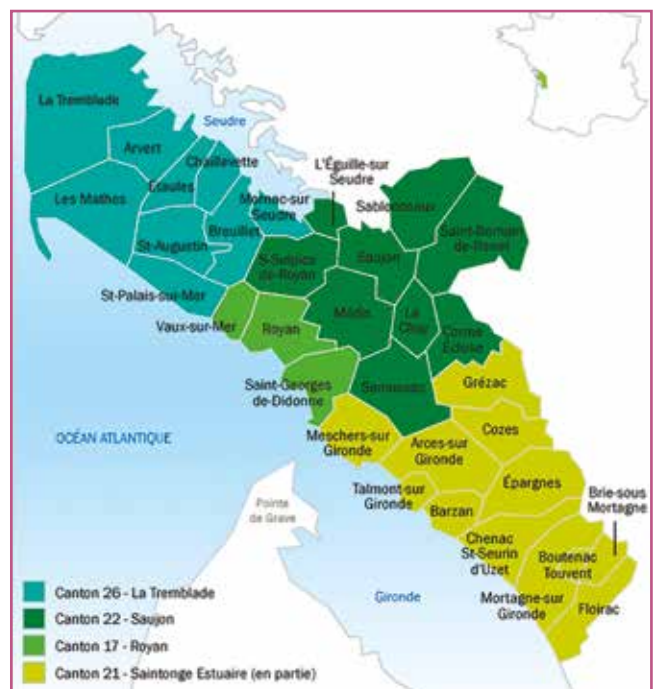 La Tremblade
Arvert
Seudre
Chaillevette
L'Éguille-sur
Seudre
Les Mathes
Étaules
Mornac-sur
Seudre
Sablonceaux
Saint-Romain
de-Benet
St-Augustin
Breuillet
S-Sulpice
de-Royan
Saujon
St-Palais-sur-Mer
Vaux-sur-Mer
Royan
Médis
La
Clisse
Corme
Écluse
Saint-Georges
de-Didonne
Semussac
Grézac
OCÉAN ATLANTIQUE
Meschers-sur
Gironde
Arces-sur
Gironde
Cozes
Talmont-sur
Gironde
Barzan
Épargnes
Brie-sous
Mortagne
Pointe
de Grave
Chenac
St-Seurin
d'Uzet
Boutenac
Touvent
Gironde
Mortagne-sur
Gironde
Floirac
Canton 26 - La Tremblade
Canton 22 - Saujon
Canton 17 - Royan
Canton 21 - Saintonge Estuaire (en partie)